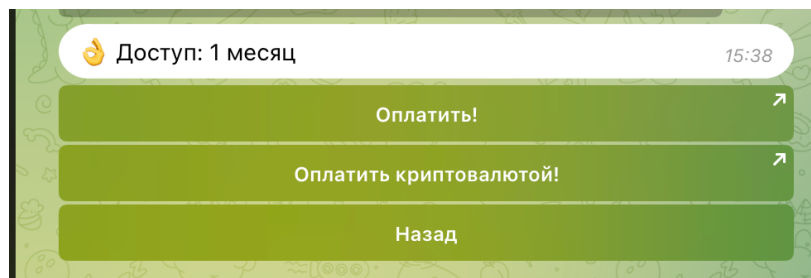 👌 Доступ: 1 месяц
15:38
Оплатить!
Оплатить криптовалютой!
Назад